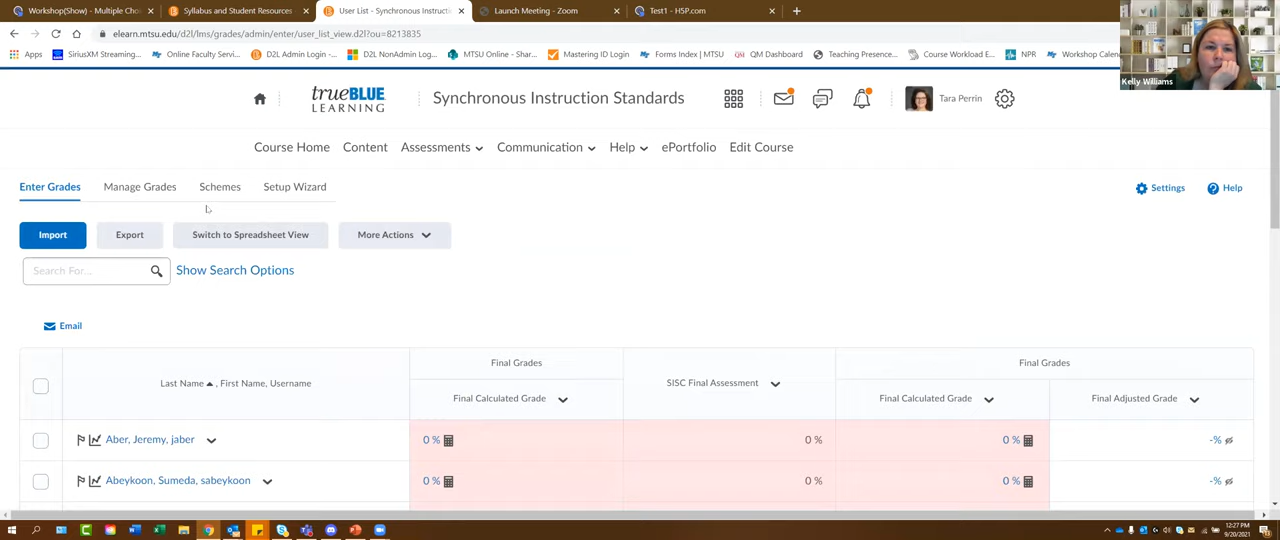 Workshop(Show) - Multiple Cho
Syllabus and Student Resources
User List - Synchronous Instructi
Launch Meeting - Zoom
Test1 - H5P.com
elearn.mtsu.edu/d2l/lms/grades/admin/enter/user_list_view.d2l?ou=8213835
Apps
SiriusXM Streaming...
Online Faculty Servi...
D2L Admin Login -...
D2L NonAdmin Log...
MTSU Online - Shar...
Mastering ID Login
Forms Index | MTSU
QM Dashboard
Teaching Presence...
Course Workload E...
NPR
Workshop Calen
Kelly Williams
trueBLUE
LEARNING
Synchronous Instruction Standards
Tara Perrin
Course Home
Content
Assessments
Communication
Help
ePortfolio
Edit Course
Enter Grades
Manage Grades
Schemes
Setup Wizard
Settings
Help
Import
Export
Switch to Spreadsheet View
More Actions
Search For...
Show Search Options
Email
Last Name , First Name, Username
Final Grades
SISC Final Assessment
Final Grades
Final Calculated Grade
Final Calculated Grade
Final Adjusted Grade
Aber, Jeremy, jaber
0 %
0 %
0 %
-%
Abeykoon, Sumeda, sabeykoon
0 %
0 %
0 %
-%
12:27 PM
9/20/2021